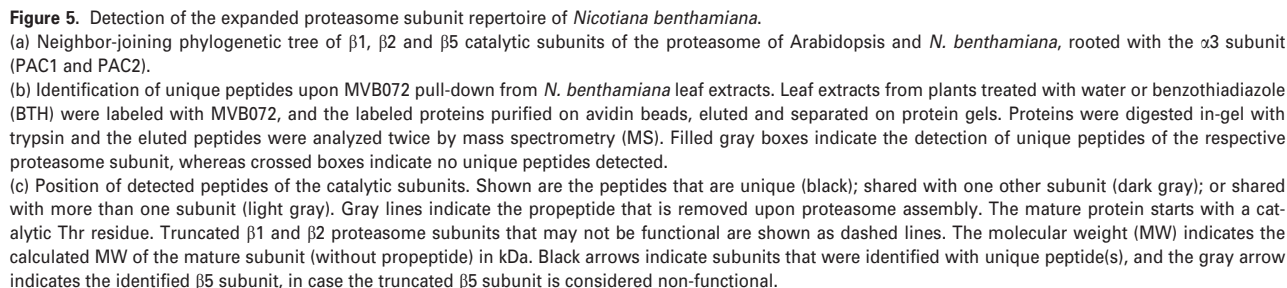 Figure 5. Detection of the expanded proteasome subunit repertoire of Nicotiana benthamiana.
(a) Neighbor-joining phylogenetic tree of β1, β2 and β5 catalytic subunits of the proteasome of Arabidopsis and N. benthamiana, rooted with the α3 subunit
(PAC1 and PAC2).
(b) Identification of unique peptides upon MVB072 pull-down from N. benthamiana leaf extracts. Leaf extracts from plants treated with water or benzothiadiazole
(BTH) were labeled with MVB072, and the labeled proteins purified on avidin beads, eluted and separated on protein gels. Proteins were digested in-gel with
trypsin and the eluted peptides were analyzed twice by mass spectrometry (MS). Filled gray boxes indicate the detection of unique peptides of the respective
proteasome subunit, whereas crossed boxes indicate no unique peptides detected.
(c) Position of detected peptides of the catalytic subunits. Shown are the peptides that are unique (black); shared with one other subunit (dark gray); or shared
with more than one subunit (light gray). Gray lines indicate the propeptide that is removed upon proteasome assembly. The mature protein starts with a cat-
alytic Thr residue. Truncated β1 and β2 proteasome subunits that may not be functional are shown as dashed lines. The molecular weight (MW) indicates the
calculated MW of the mature subunit (without propeptide) in kDa. Black arrows indicate subunits that were identified with unique peptide(s), and the gray arrow
indicates the identified β5 subunit, in case the truncated β5 subunit is considered non-functional.